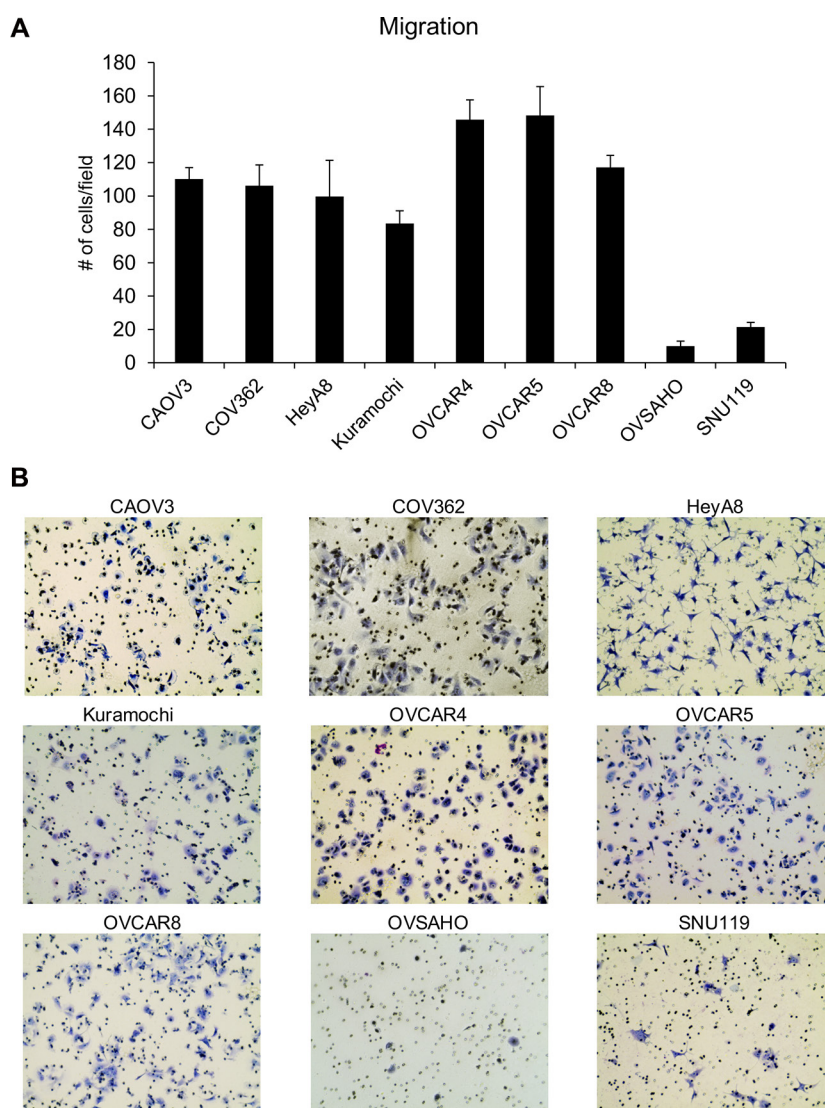 A
Migration
# of cells/field
180
160
140
120
100
80
60
40
20
0
CAOV3
COV362
HeyA8
Kuramochi
OVCAR4
OVCAR5
OVCAR8
OVSAHO
SNU119
B
CAOV3 COV362 HeyA8
Kuramochi OVCAR4 OVCAR5
OVCAR8 OVSAHO SNU119